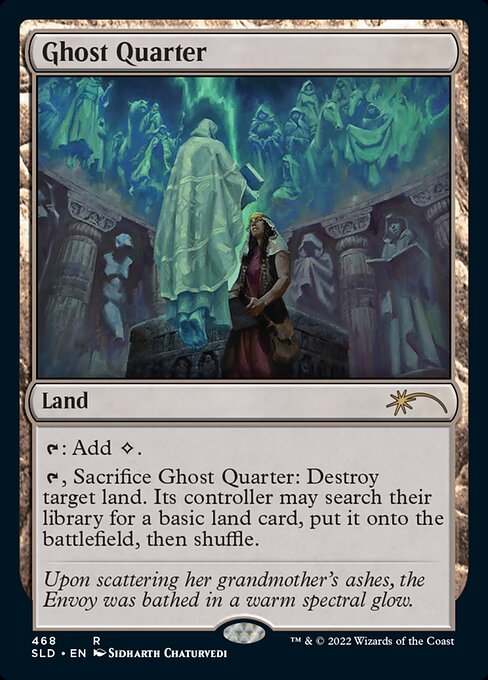 Ghost Quarter
Land
: Add .
, Sacrifice Ghost Quarter: Destroy
target land. Its controller may search their
library for a basic land card, put it onto the
battlefield, then shuffle.
Upon scattering her grandmother's ashes, the
Envoy was bathed in a warm spectral glow.
468 R
SLD • EN Sidharth Chaturvedi
™ & © 2022 Wizards of the Coast